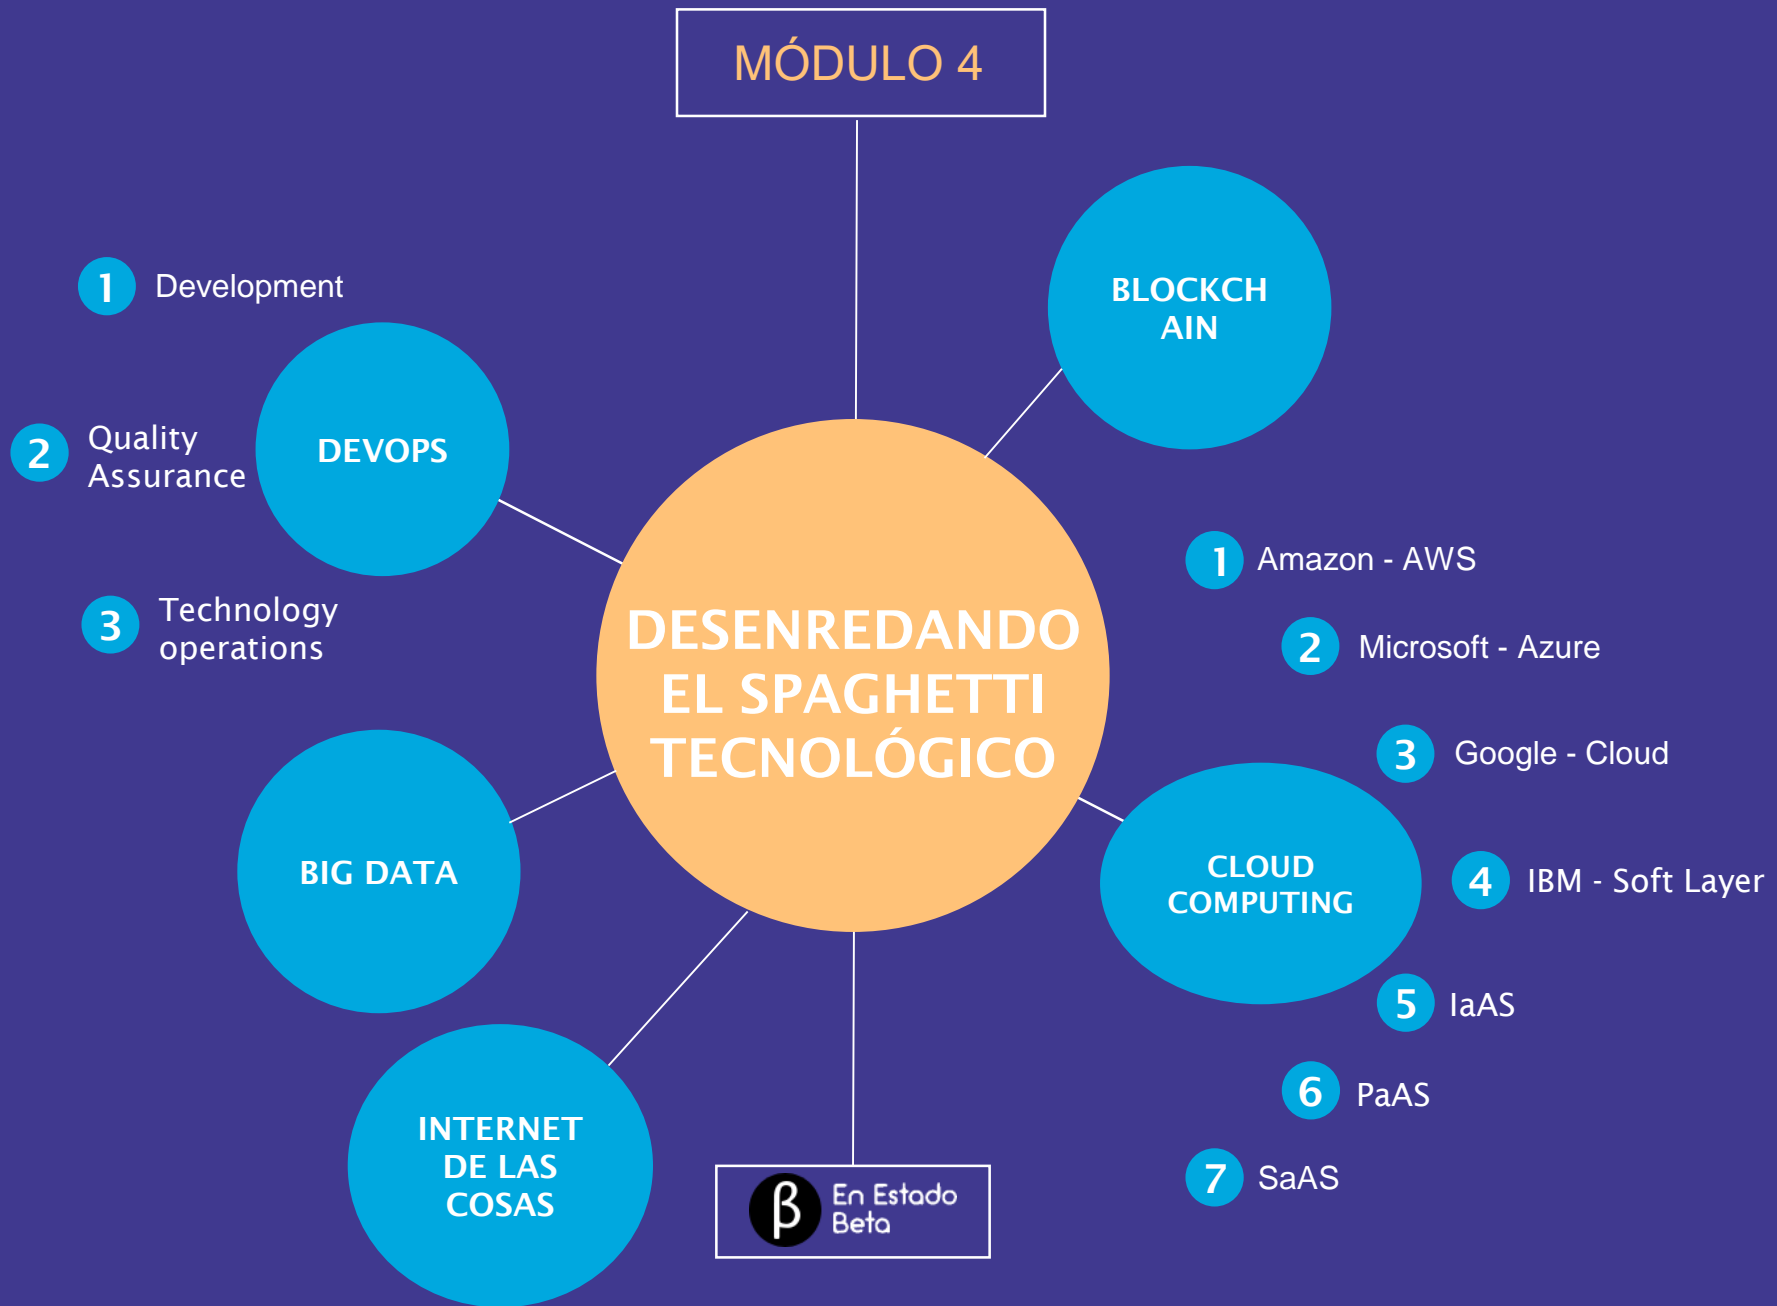 MÓDULO 4
BLOCKCH
AIN
1 Development
DEVOPS
2 Quality
Assurance
3 Technology
operations
DESENREDANDO
EL SPAGHETTI
TECNOLÓGICO
1 Amazon - AWS
2 Microsoft - Azure
3 Google - Cloud
4 IBM - Soft Layer
5 IaAS
6 PaAS
7 SaAS
CLOUD
COMPUTING
BIG DATA
INTERNET
DE LAS
COSAS
β En Estado
Beta